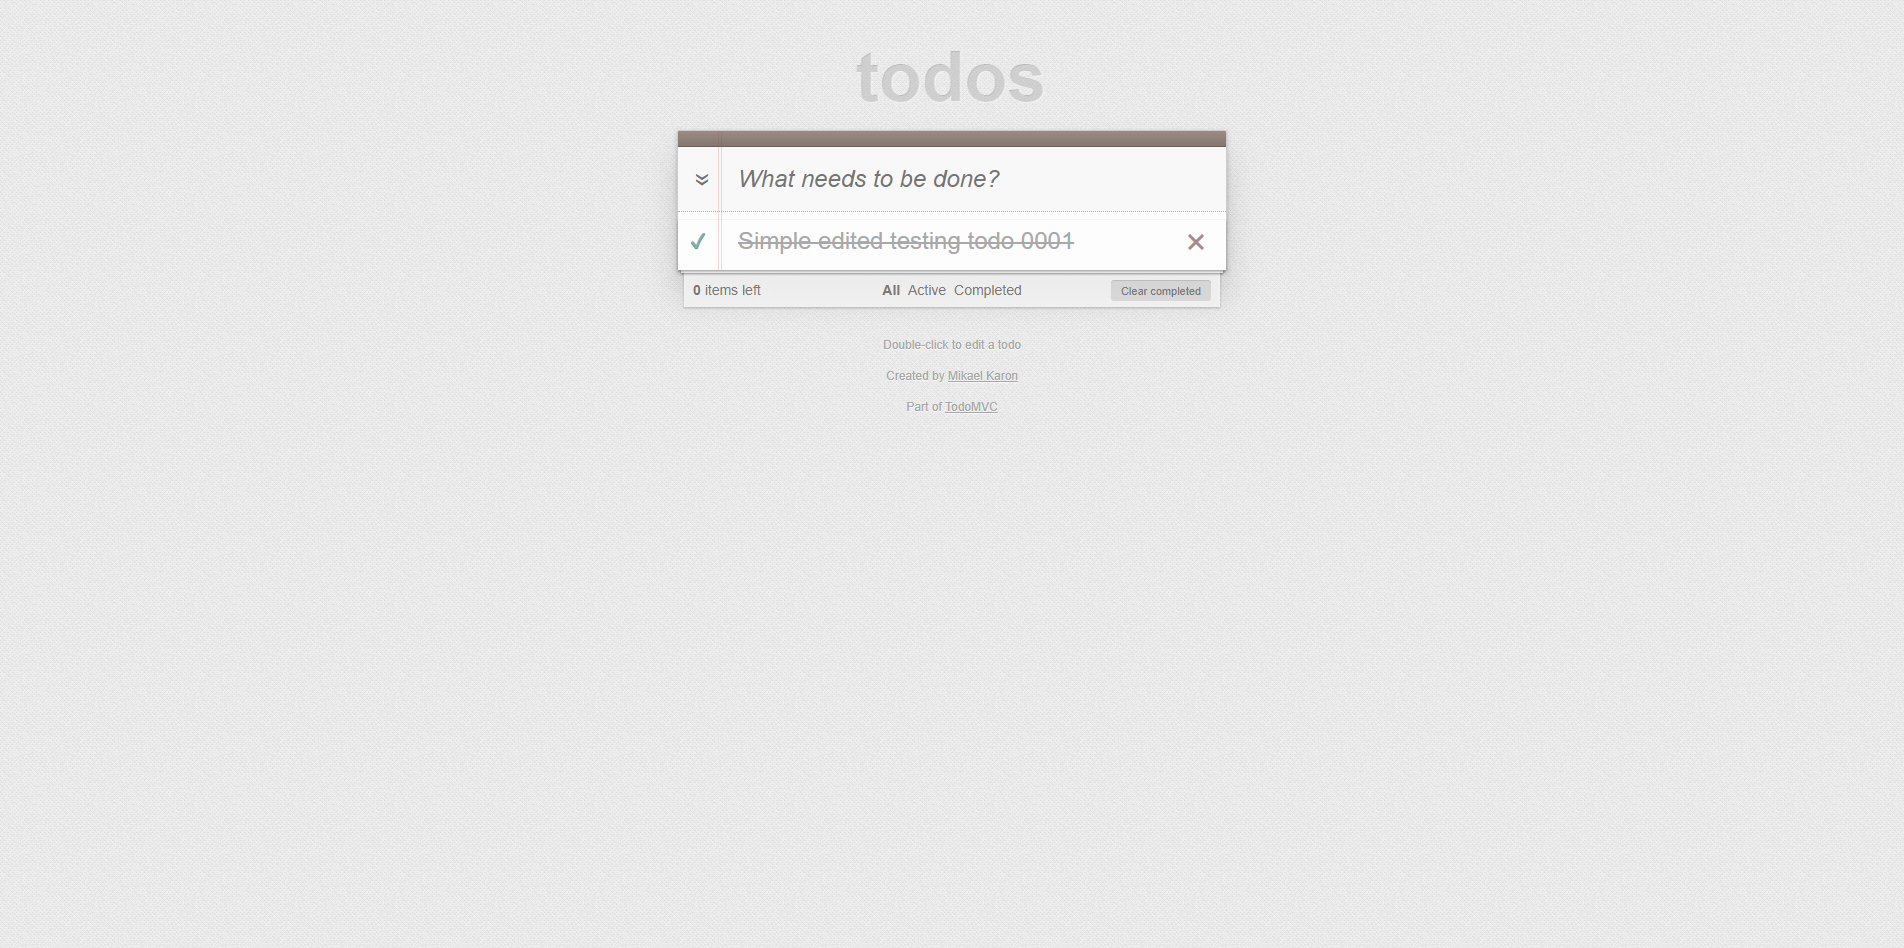 todos
What needs to be done?
Simple edited testing todo 0001
0 items left All Active Completed Clear completed
Double-click to edit a todo
Created by Mikael Karon
Part of TodoMVC